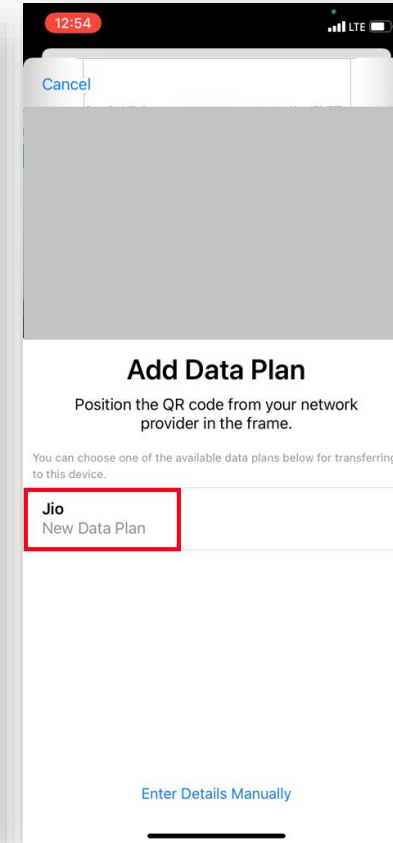 12:54
LTE
Cancel
Add Data Plan
Position the QR code from your network
provider in the frame.
You can choose one of the available data plans below for transferring
to this device.
Jio
New Data Plan
Enter Details Manually